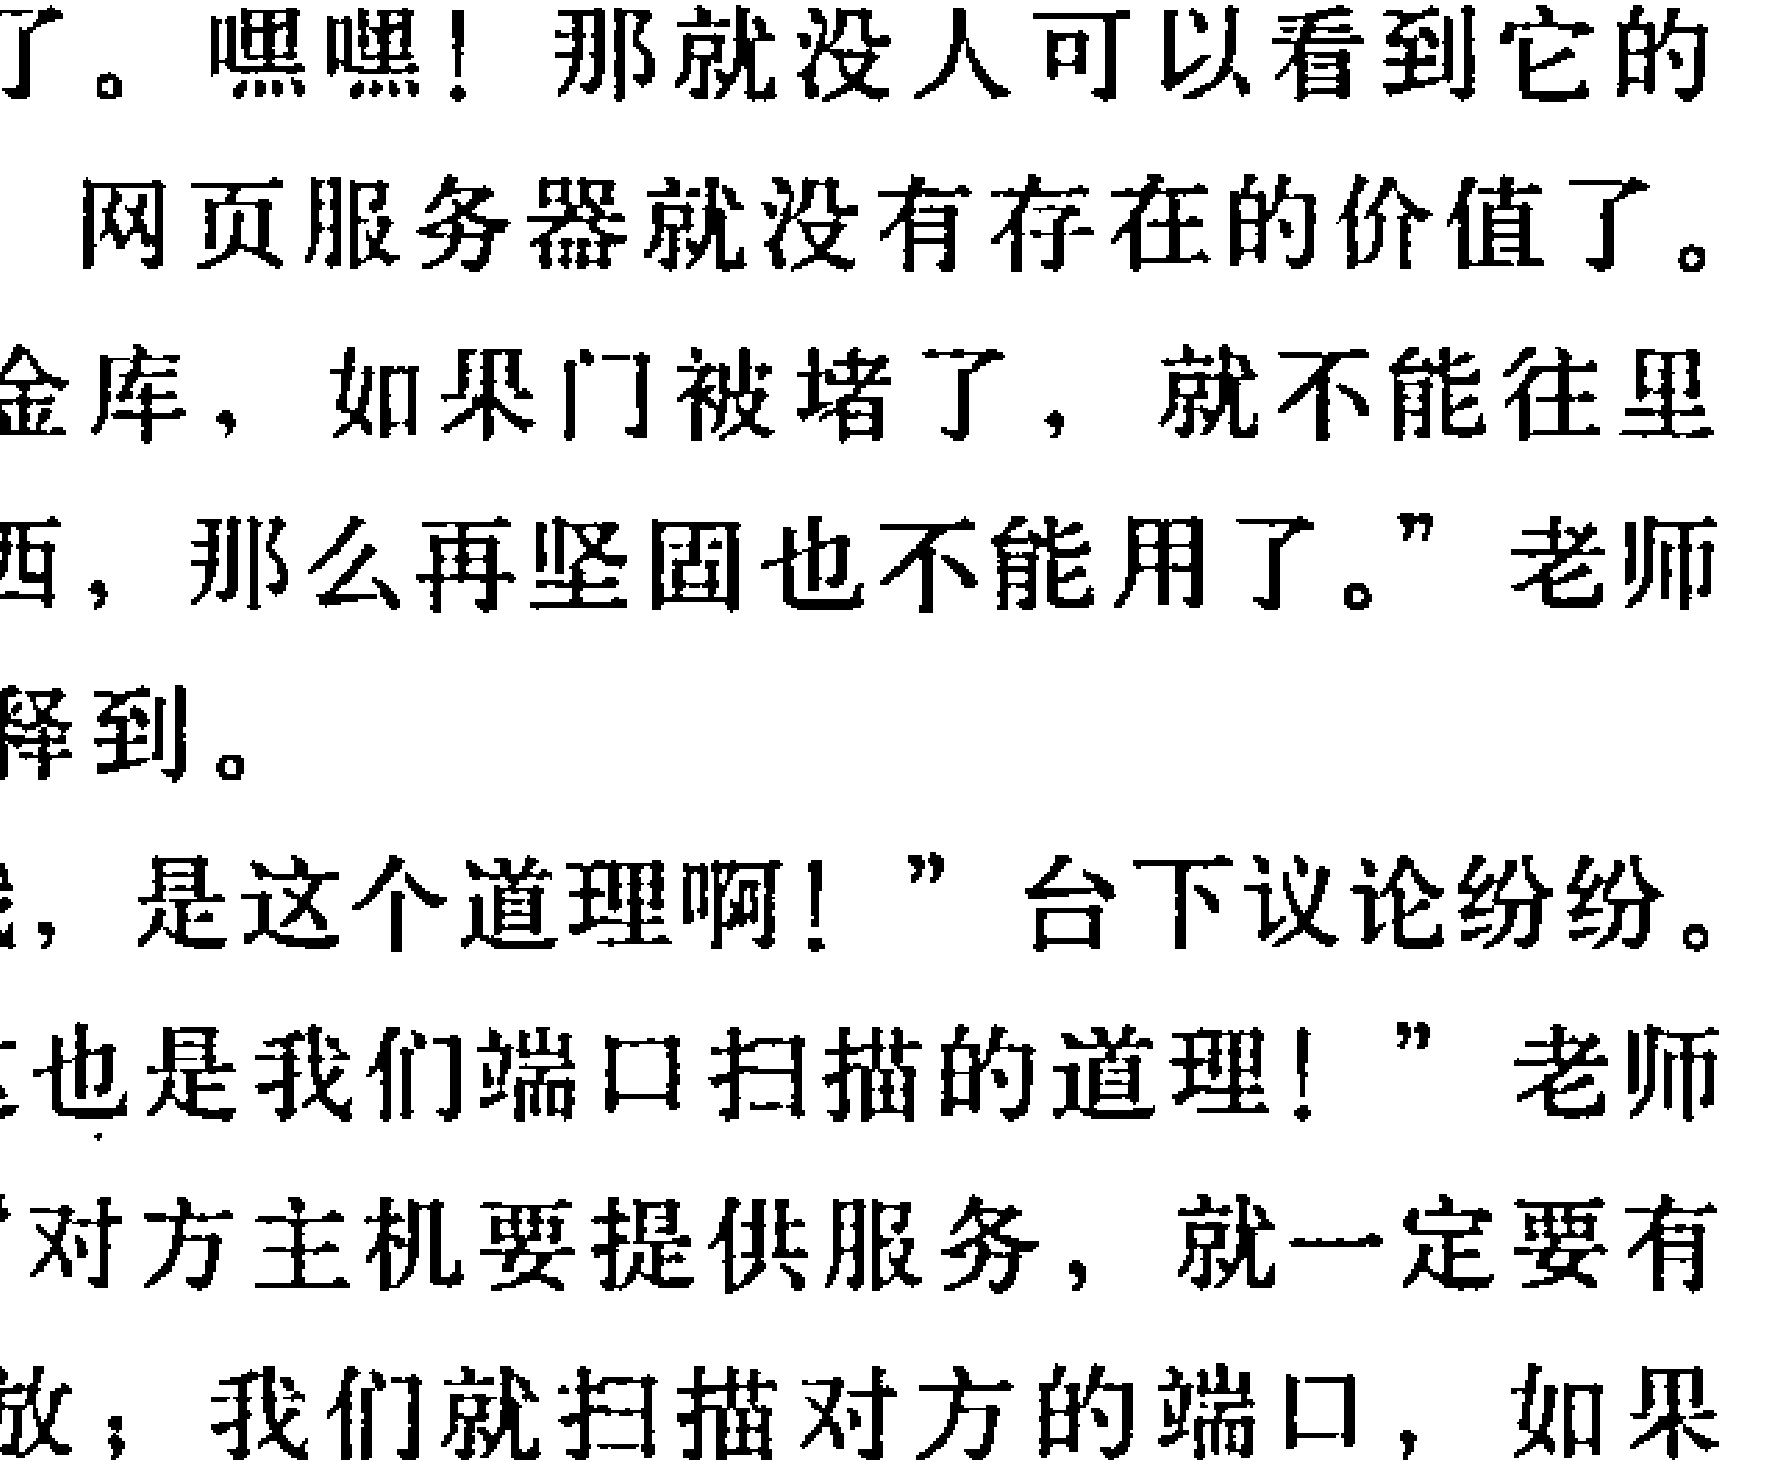 了。嘿嘿！那就没人可以看到它的
网页服务器就没有存在的价值了。
金库，如果门被堵了，就不能往里
西，那么再坚固也不能用了。”老师
释到。
，是这个道理啊！”台下议论纷纷。
也是我们端口扫描的道理！”老师
“对方主机要提供服务，就一定要有
放；我们就扫描对方的端口，如果